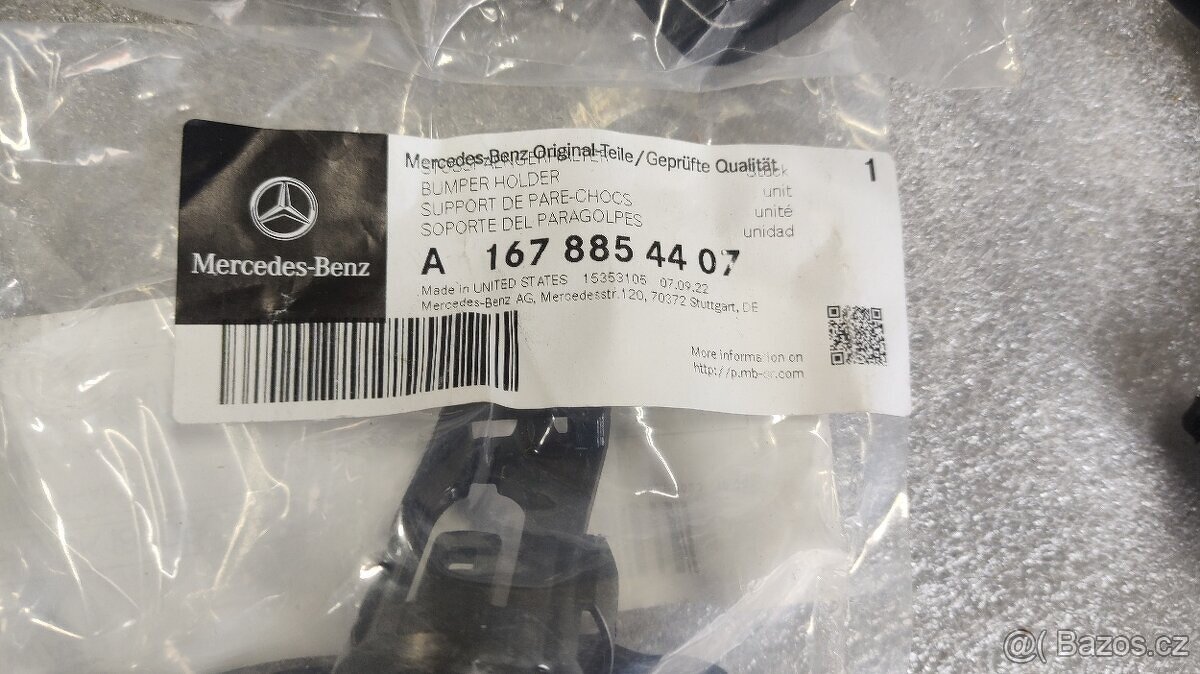 Mercedes-Benz
Mercedes-Benz Original-Teile/Geprüfte Qualität
1
BUMPER HOLDER
unit
SUPPORT DE PARE-CHOCS
unité
SOPORTE DEL PARAGOLPES
unidad
A 167 885 44 07
Made in UNITED STATES 15353105 07.09.22
Mercedes-Benz AG, Mercedesstr.120, 70372 Stuttgart, DE
More information on
@( Bazos.cz